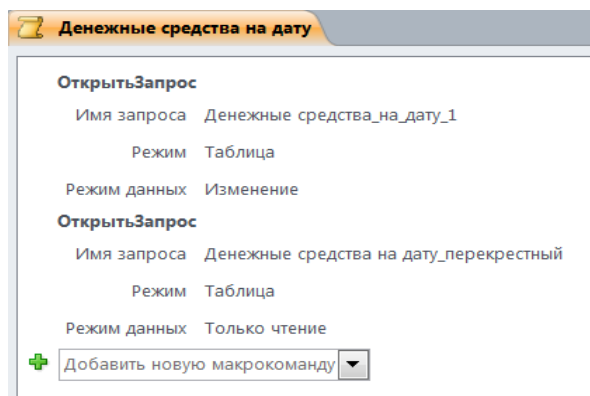 Денежные средства на дату
ОткрытьЗапрос
Имя запроса Денежные средства_на_дату_1
Режим Таблица
Режим данных Изменение
ОткрытьЗапрос
Имя запроса Денежные средства на дату_перекрестный
Режим Таблица
Режим данных Только чтение
Добавить новую макрокоманду